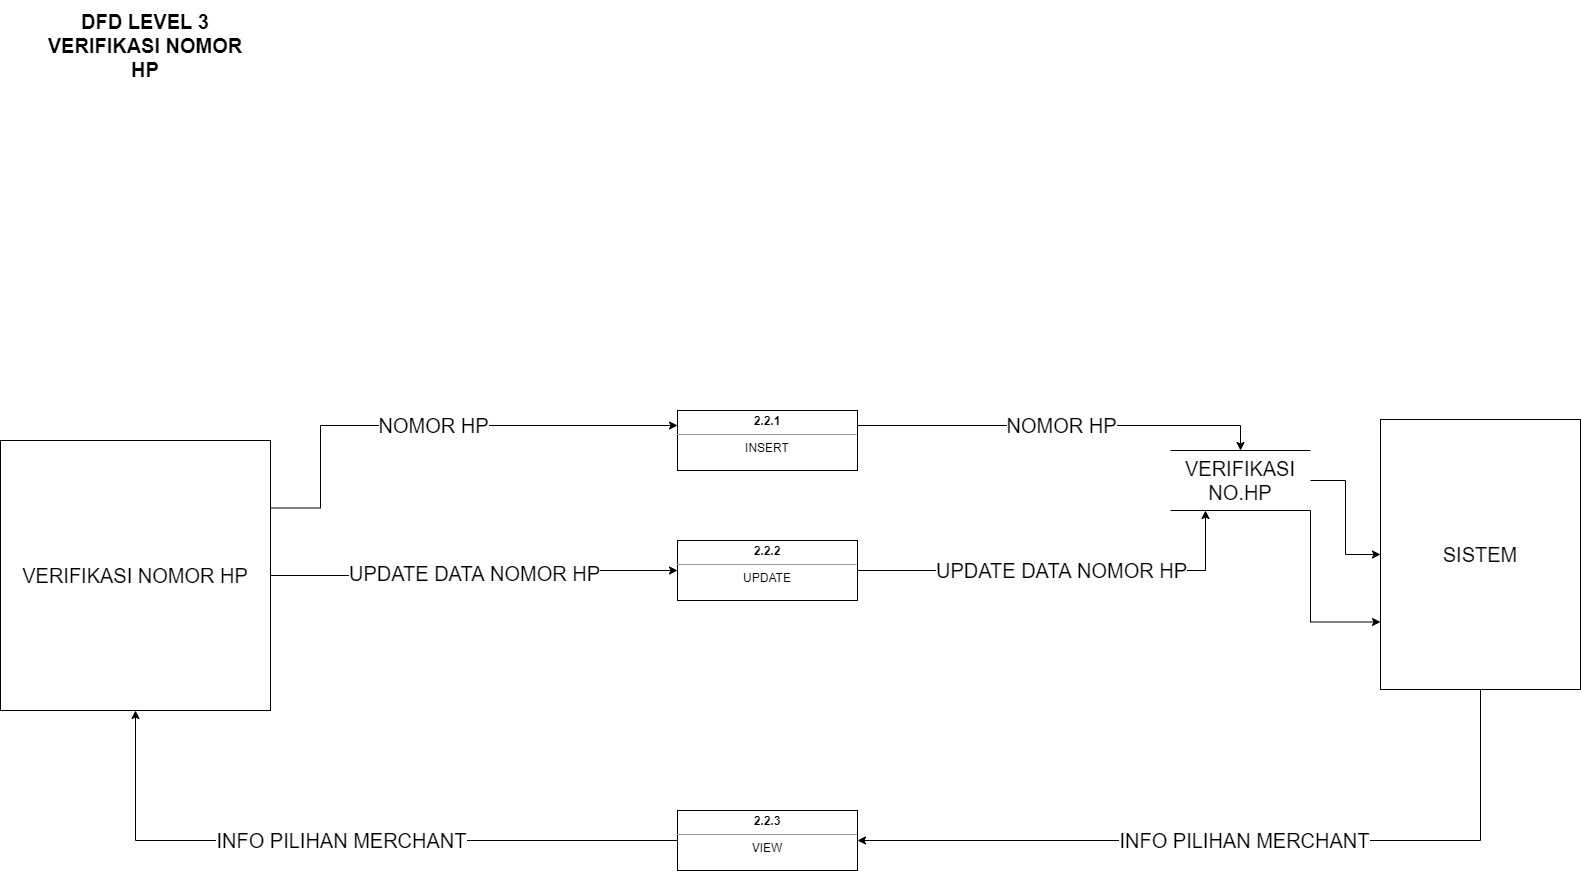 DFD LEVEL 3
VERIFIKASI NOMOR
HP
NOMOR HP
2.2.1
INSERT
NOMOR HP
VERIFIKASI
NO.HP
VERIFIKASI NOMOR HP
UPDATE DATA NOMOR HP
2.2.2
UPDATE
UPDATE DATA NOMOR HP
SISTEM
INFO PILIHAN MERCHANT
2.2.3
VIEW
INFO PILIHAN MERCHANT